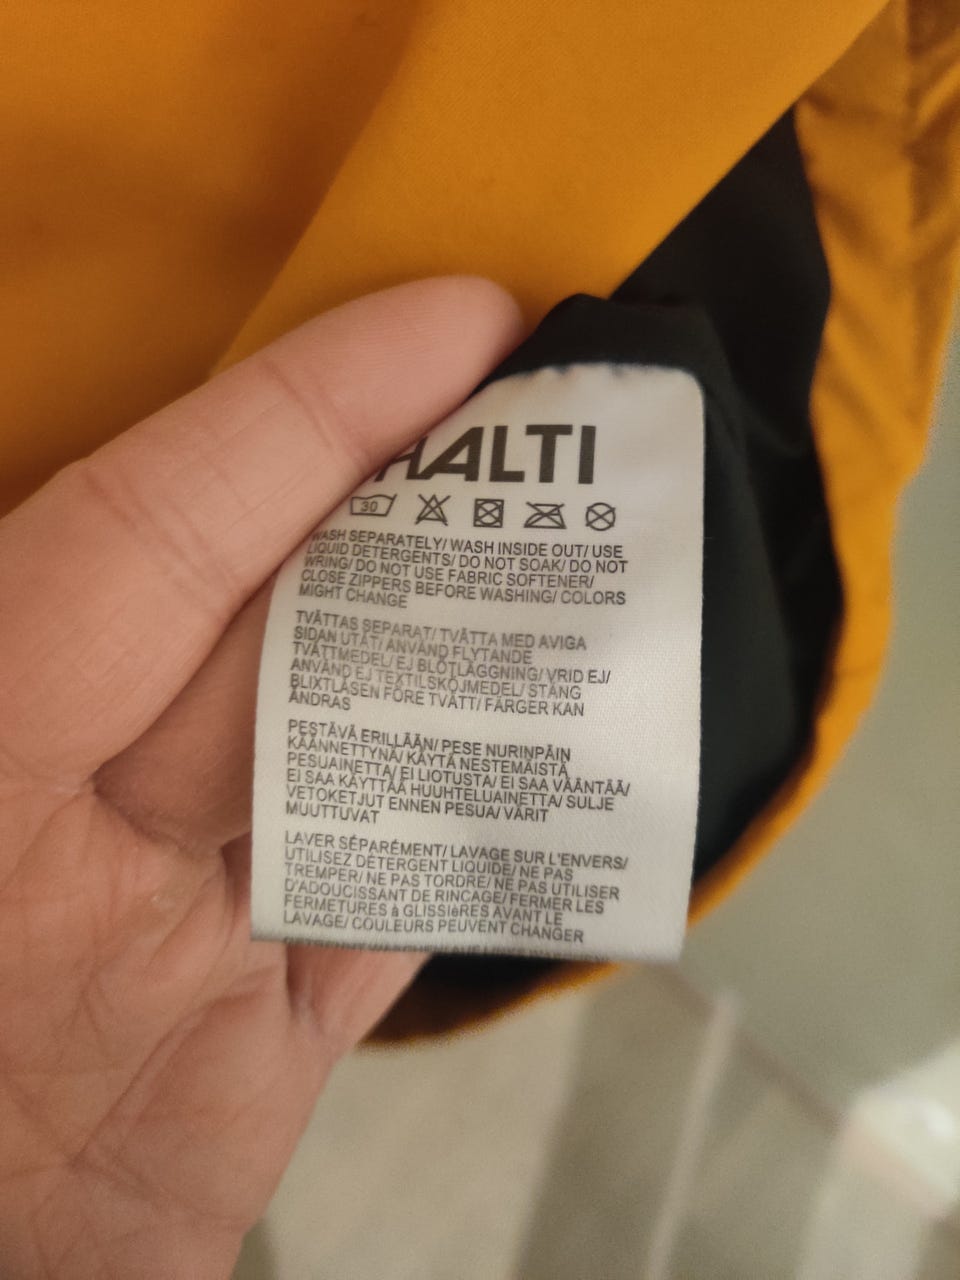 HALTI
30
WASH SEPARATELY/ WASH INSIDE OUT/ USE
LIQUID DETERGENTS/ DO NOT SOAK/ DO NOT
WRING/ DO NOT USE FABRIC SOFTENER/
CLOSE ZIPPERS BEFORE WASHING/ COLORS
MIGHT CHANGE
TVÄTTAS SEPARAT/ TVÄTTA MED AVIGA
SIDAN UTÅT/ ANVÄND FLYTANDE
TVÄTTMEDEL/ EJ BLÖTLÄGGNING/ VRID EJ/
ANVÄND EJ TEXTILSKÖJMEDEL/ STÄNG
BLIXTLÅSEN FÖRE TVÄTT/ FÄRGER KAN
ÄNDRAS
PESTÄVÄ ERILLÄÄN/ PESE NURINPÄIN
KÄÄNNETTYNÄ/ KÄYTÄ NESTEMÄISTÄ
PESUAINETTA/ EI LIOTUSTA/ EI SAA VÄÄNTÄÄ/
EI SAA KÄYTTÄÄ HUUHTELUAINETTA/ SULJE
VETOKETJUT ENNEN PESUA/ VÄRIT
MUUTTUVAT
LAVER SÉPARÉMENT/ LAVAGE SUR L'ENVERS/
UTILISEZ DÉTERGENT LIQUIDE/ NE PAS
TREMPER/ NE PAS TORDRE/ NE PAS UTILISER
D'ADOUCISSANT DE RINCAGE/ FERMER LES
FERMETURES à GLISSIèRES AVANT LE
LAVAGE/ COULEURS PEUVENT CHANGER